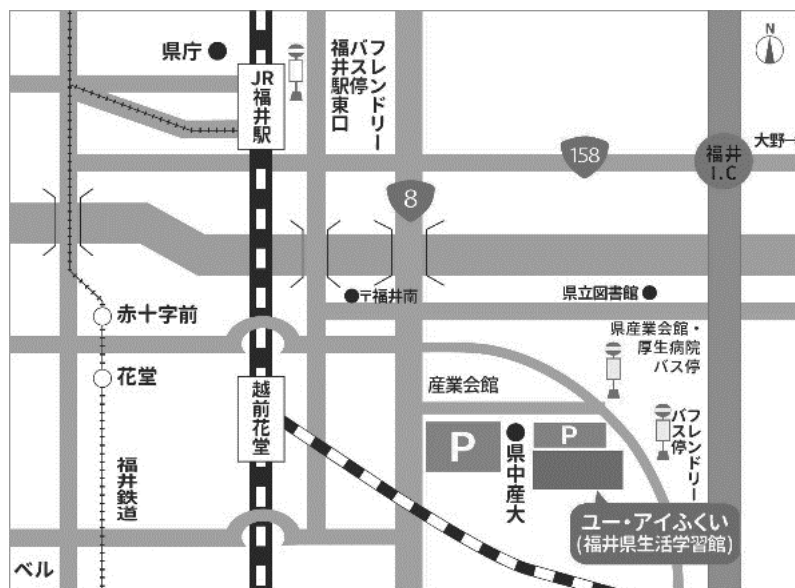 県庁
JR福井駅
フレンドリー
バス停
福井駅東口
N
158
福井
I.C
大野
8
〒福井南
県立図書館
赤十字前
県産業会館・
厚生病院
バス停
花堂
越前花堂
産業会館
P
P
県中産大
フレンドリー
バス停
福井鉄道
ユー・アイふくい
(福井県生活学習館)
ベル